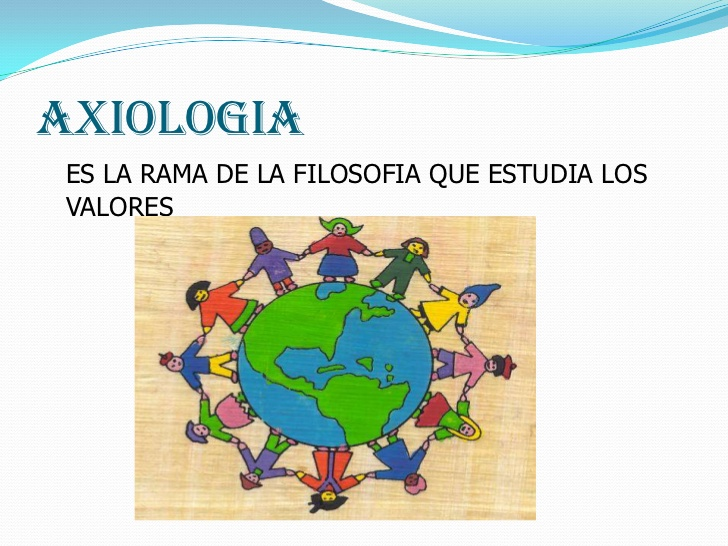 AXIOLOGIA
ES LA RAMA DE LA FILOSOFIA QUE ESTUDIA LOS
VALORES